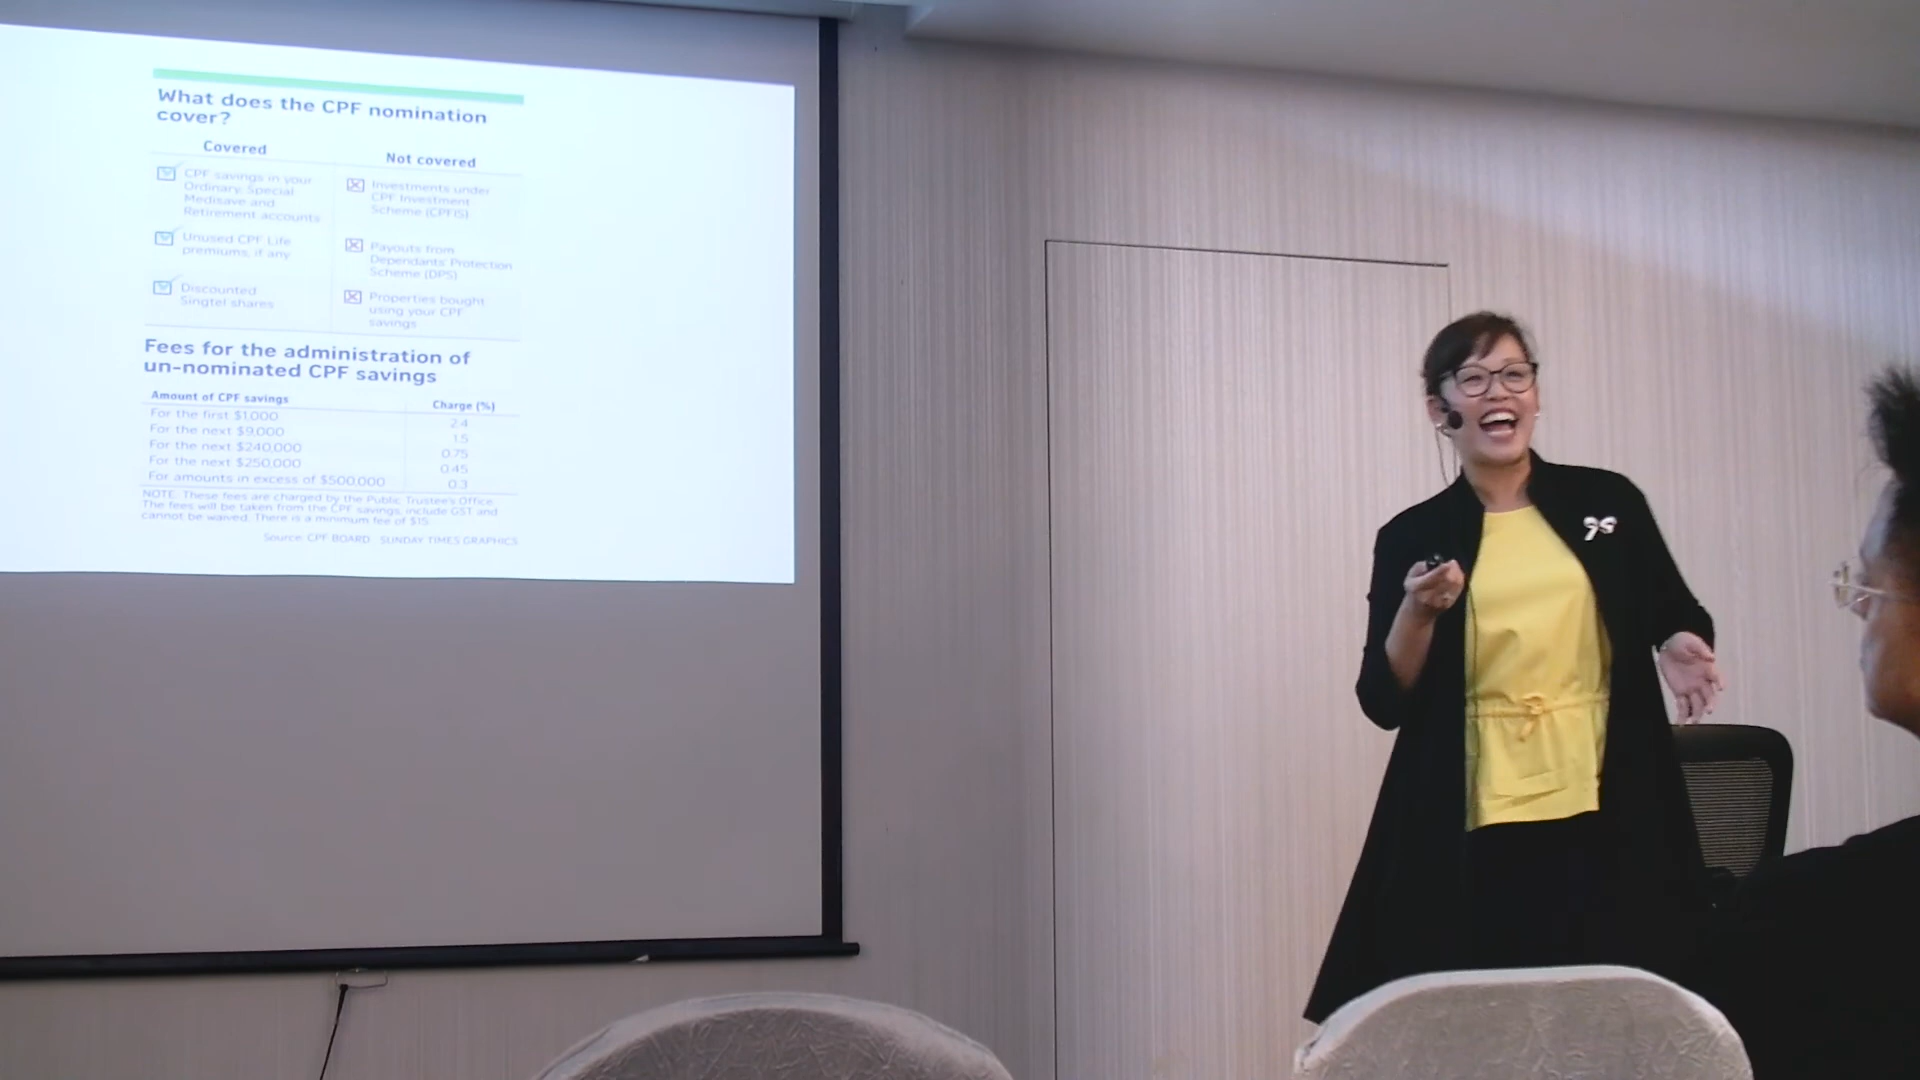 What does the CPF nomination
cover?
Covered
CPF savings in your
Ordinary, Special
Medisave and
Retirement accounts
Unused CPF Life
premiums, if any
Discounted
Singtel shares
Not covered
Investments under
CPF Investment
Scheme (CPFIS)
Payouts from
Dependants' Protection
Scheme (DPS)
Properties bought
using your CPF
savings
Fees for the administration of
un-nominated CPF savings
Amount of CPF savings Charge (%)
For the first $1,000 2.4
For the next $9,000 1.5
For the next $240,000 0.75
For the next $250,000 0.45
For amounts in excess of $500,000 0.3
NOTE: These fees are charged by the Public Trustee's Office.
The fees will be taken from the CPF savings, include GST and
cannot be waived. There is a minimum fee of $15.
Source: CPF BOARD SUNDAY TIMES GRAPHICS